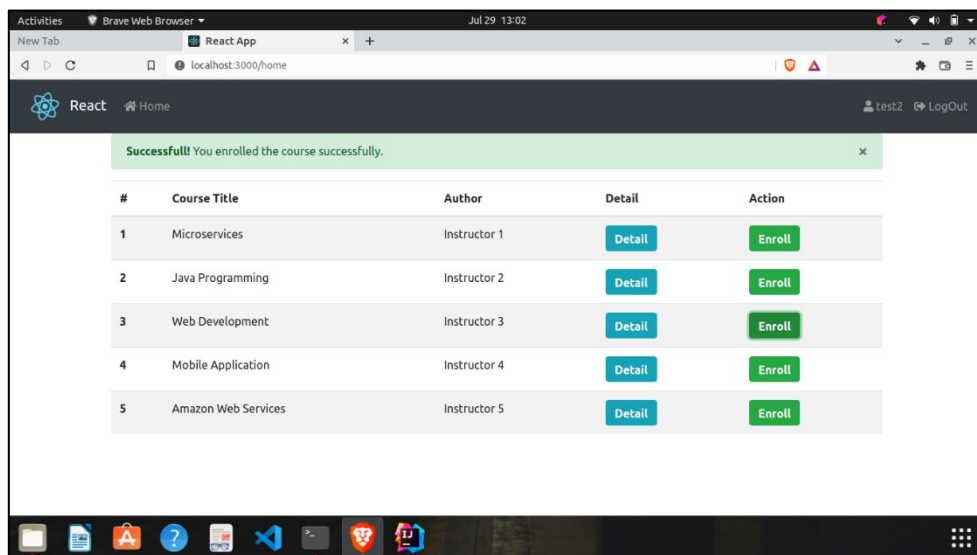 Activities Brave Web Browser Jul 29 13:02
New Tab React App × +
localhost:3000/home
React Home test2 LogOut
Successfull! You enrolled the course successfully. ×
# Course Title Author Detail Action
1 Microservices Instructor 1 Detail Enroll
2 Java Programming Instructor 2 Detail Enroll
3 Web Development Instructor 3 Detail Enroll
4 Mobile Application Instructor 4 Detail Enroll
5 Amazon Web Services Instructor 5 Detail Enroll
A ? >_ IJ